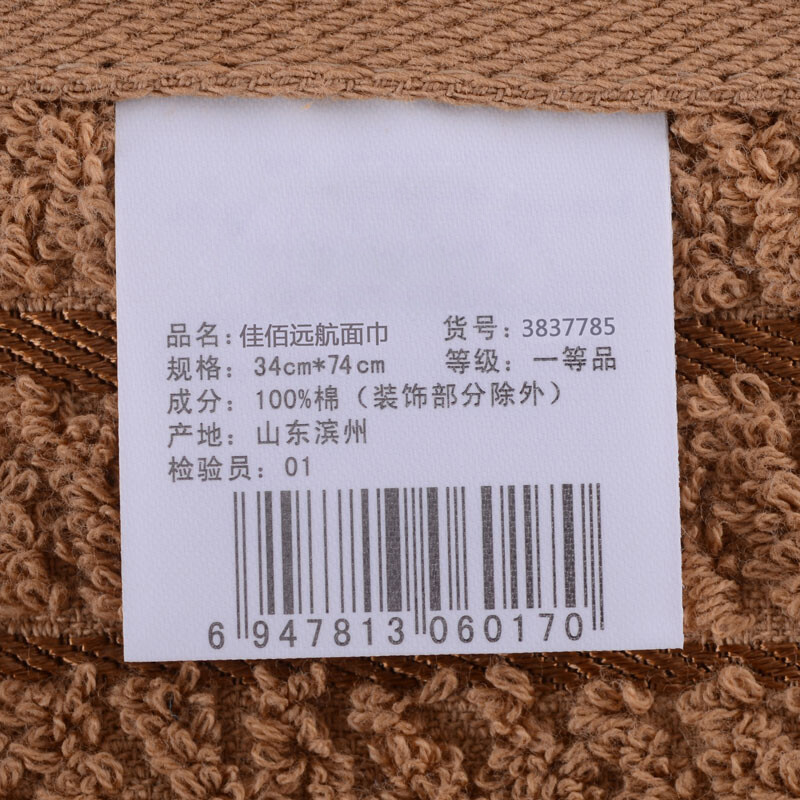 品名:佳佰远航面巾 货号:3837785
规格:34cm*74cm 等级:一等品
成分:100%棉（装饰部分除外）
产地:山东滨州
检验员:01
6 947813 060170